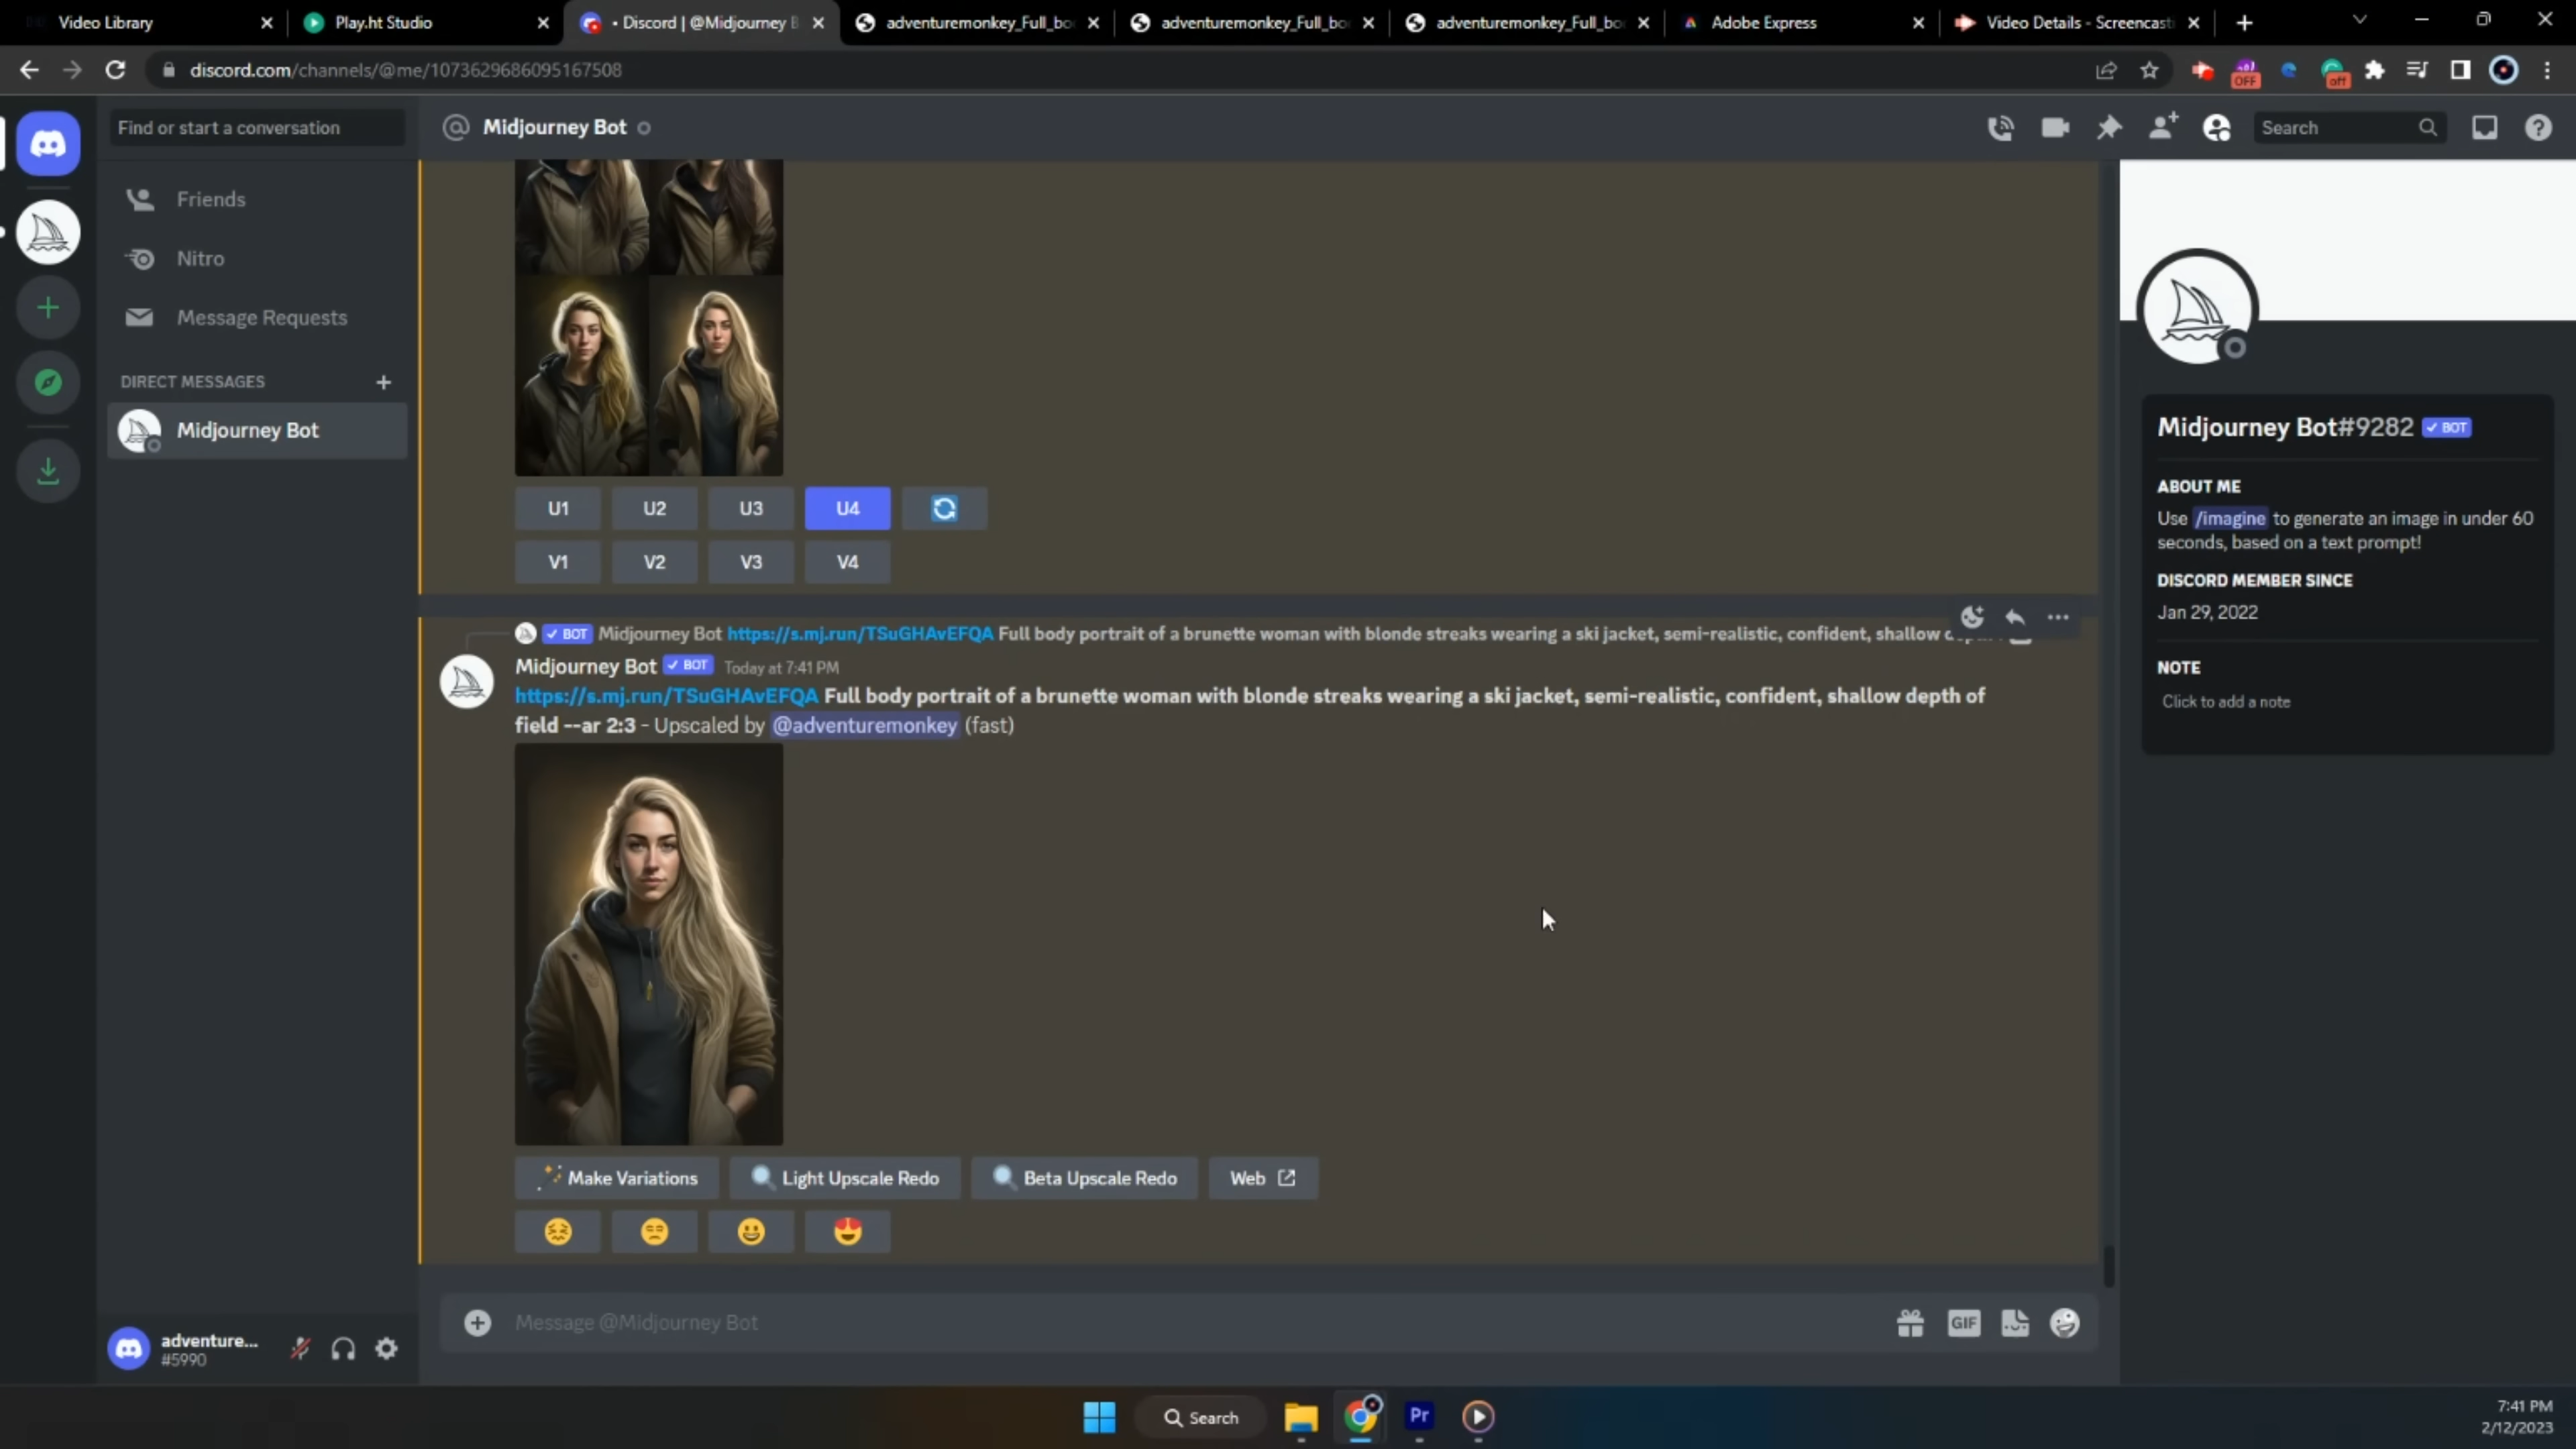 Video Library
Play.ht Studio
• Discord | @Midjourney B
adventuremonkey_Full_bo
adventuremonkey_Full_bo
adventuremonkey_Full_bo
Adobe Express
Video Details - Screencast
discord.com/channels/@me/1073629686095167508
OFF
off
Find or start a conversation
Midjourney Bot
Search
Friends
Nitro
Message Requests
DIRECT MESSAGES
Midjourney Bot
U1 U2 U3 U4
V1 V2 V3 V4
BOT Midjourney Bot https://s.mj.run/TSuGHAvEFQA Full body portrait of a brunette woman with blonde streaks wearing a ski jacket, semi-realistic, confident, shallow
Midjourney Bot BOT Today at 7:41 PM
https://s.mj.run/TSuGHAvEFQA Full body portrait of a brunette woman with blonde streaks wearing a ski jacket, semi-realistic, confident, shallow depth of
field --ar 2:3 - Upscaled by @adventuremonkey (fast)
Make Variations Light Upscale Redo Beta Upscale Redo Web
Message @Midjourney Bot
GIF
adventure...
#5990
Midjourney Bot#9282 BOT
ABOUT ME
Use /imagine to generate an image in under 60
seconds, based on a text prompt!
DISCORD MEMBER SINCE
Jan 29, 2022
NOTE
Click to add a note
Search
Pr
7:41 PM
2/12/2023